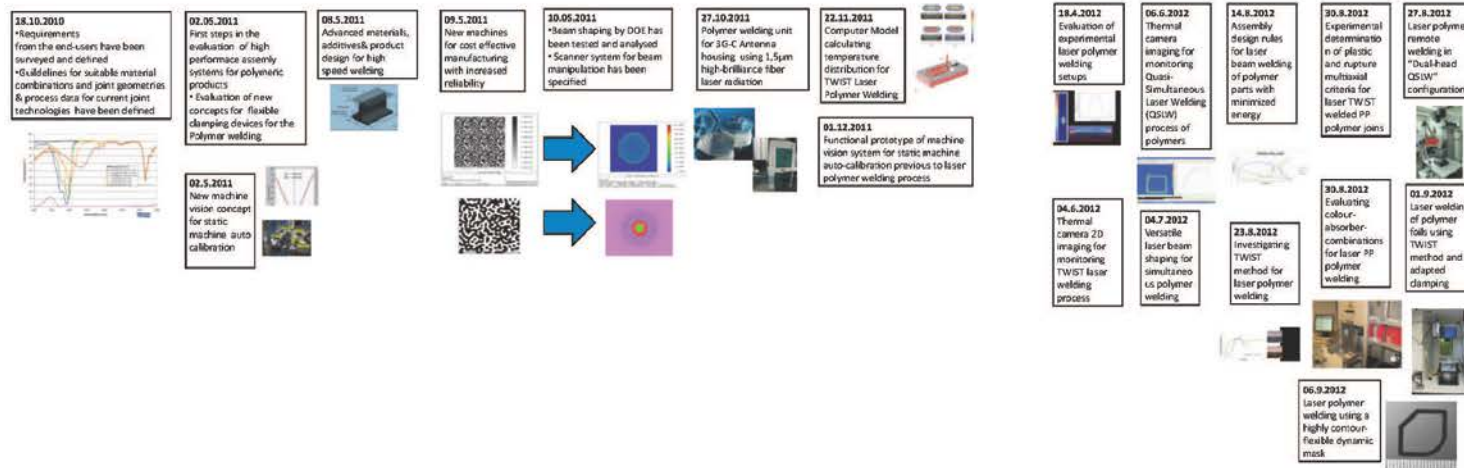 18.10.2010
•Requirements
from the end-users have been
surveyed and defined
•Guildelines for suitable material
combinations and joint geometries
& process data for current joint
technologies have been defined
02.05.2011
First steps in the
evaluation of high
performace assemly
systems for polymeric
products
• Evaluation of new
concepts for flexible
clamping devices for the
Polymer welding
02.5.2011
New machine
vision concept
for static
machine auto
calibration
08.5.2011
Advanced materials,
additives& product
design for high
speed welding
09.5.2011
New machines
for cost effective
manufacturing
with increased
reliability
10.05.2011
•Beam shaping by DOE has
been tested and analysed
• Scanner system for beam
manipulation has been
specified
27.10.2011
Polymer welding unit
for 3G-C Antenna
housing using 1,5µm
high-brilliance fiber
laser radiation
22.11.2011
Computer Model
calculating
temperature
distribution for
TWIST Laser
Polymer Welding
01.12.2011
Functional prototype of machine
vision system for static machine
auto-calibration previous to laser
polymer welding process
18.4.2012
Evaluation of
experimental
laser polymer
welding
setups
04.6.2012
Thermal
camera 2D
imaging for
monitoring
TWIST laser
welding
process
06.6.2012
Thermal
camera
imaging for
monitoring
Quasi-
Simultaneous
Laser Welding
(QSLW)
process of
polymers
04.7.2012
Versatile
laser beam
shaping for
simultaneo
us polymer
welding
14.8.2012
Assembly
design rules
for laser
beam welding
of polymer
parts with
minimized
energy
23.8.2012
Investigating
TWIST
method for
laser polymer
welding
30.8.2012
Experimental
determinatio
n of plastic
and rupture
multiaxial
criteria for
laser TWIST
welded PP
polymer joins
30.8.2012
Evaluating
colour-
absorber-
combinations
for laser PP
polymer
welding
27.8.2012
Laser polyme
remote
welding in
"Dual-head
QSLW"
configuration
01.9.2012
Laser weldin
of polymer
foils using
TWIST
method and
adapted
clamping
06.9.2012
Laser polymer
welding using a
highly contour-
flexible dynamic
mask